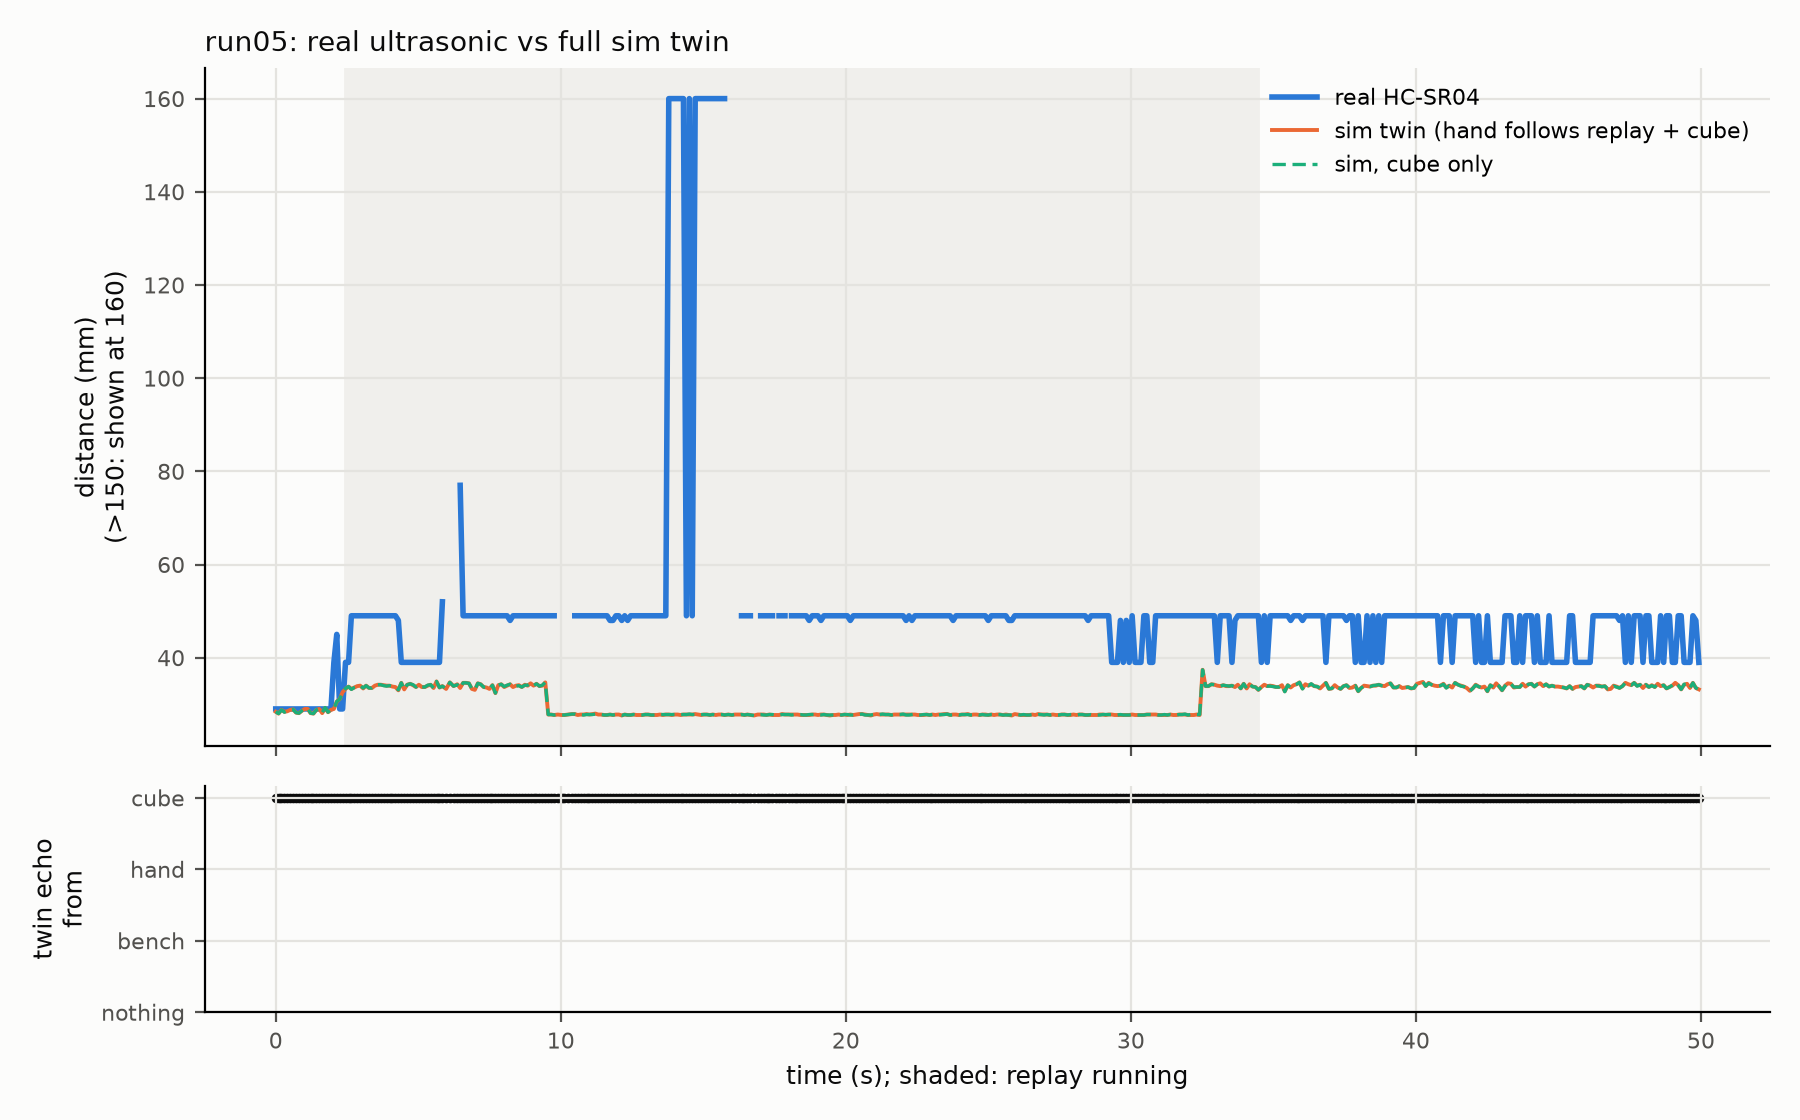 run05: real ultrasonic vs full sim twin
real HC-SR04
sim twin (hand follows replay + cube)
sim, cube only
distance (mm)
(>150: shown at 160)
160
140
120
100
80
60
40
twin echo
from
cube
hand
bench
nothing
0
10
20
30
40
50
time (s); shaded: replay running